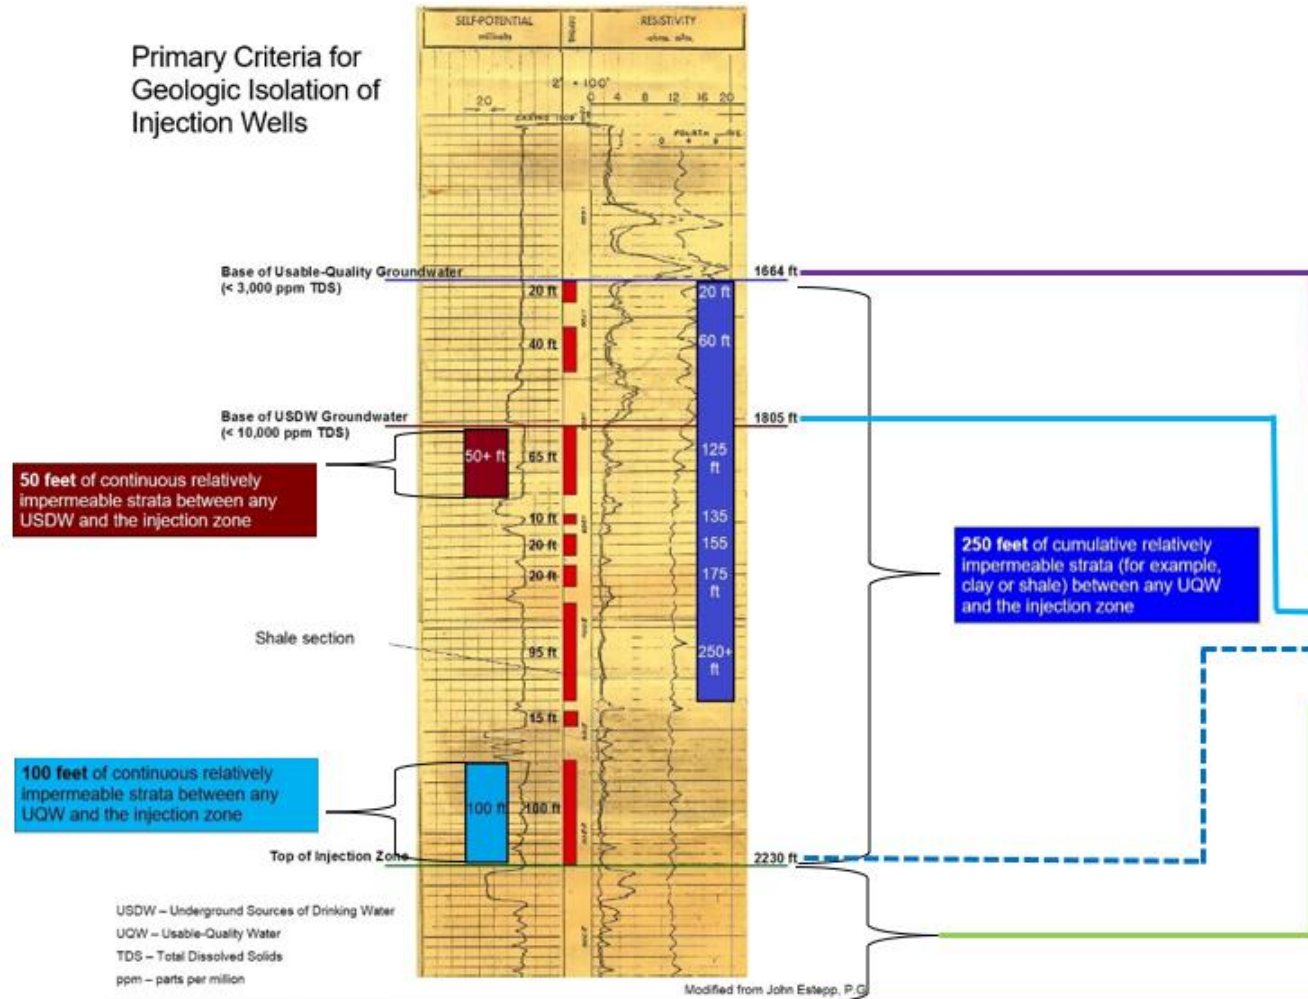 Primary Criteria for
Geologic Isolation of
Injection Wells
SELF-POTENTIAL
millivolts
RESISTIVITY
-ohms. m²/m.
2" = 100'
20
0 4 8 12 16 20
Base of Usable-Quality Groundwater
(< 3,000 ppm TDS)
1664 ft
20 ft
20 ft
40 ft
60 ft
Base of USDW Groundwater
(< 10,000 ppm TDS)
1805 ft
50 feet of continuous relatively
impermeable strata between any
USDW and the injection zone
50+ ft
65 ft
125
ft
10 ft
135
20 ft
155
20 ft
175
ft
250 feet of cumulative relatively
impermeable strata (for example,
clay or shale) between any UQW
and the injection zone
Shale section
95 ft
250+
ft
15 ft
100 feet of continuous relatively
impermeable strata between any
UQW and the injection zone
100 ft
100 ft
Top of Injection Zone
2230 ft
USDW – Underground Sources of Drinking Water
UQW – Usable-Quality Water
TDS – Total Dissolved Solids
ppm – parts per million
Modified from John Estepp, P.G